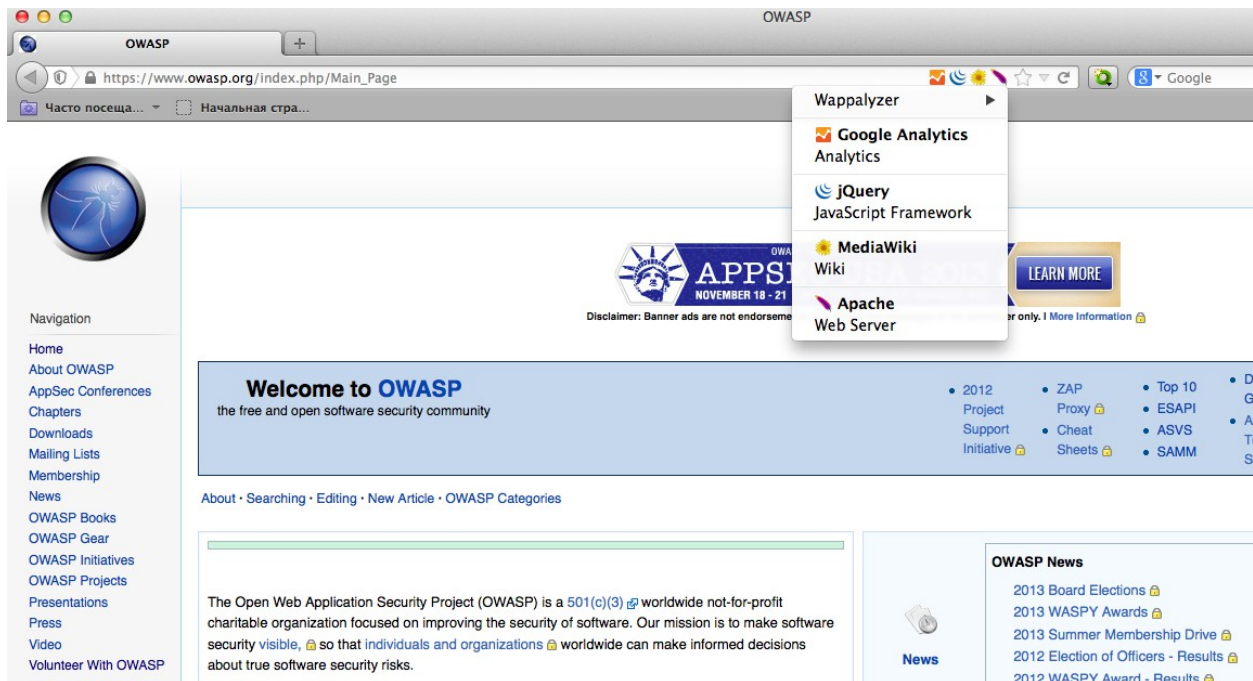 OWASP
OWASP
https://www.owasp.org/index.php/Main_Page
Google
Часто посеща...
Начальная стра...
Wappalyzer
Google Analytics
Analytics
jQuery
JavaScript Framework
MediaWiki
Wiki
Apache
Web Server
OWA
APPS
NOVEMBER 18 - 21
2013
LEARN MORE
Disclaimer: Banner ads are not endorseme
er only. I More Information
Navigation
Home
About OWASP
AppSec Conferences
Chapters
Downloads
Mailing Lists
Membership
News
OWASP Books
OWASP Gear
OWASP Initiatives
OWASP Projects
Presentations
Press
Video
Volunteer With OWASP
Welcome to OWASP
the free and open software security community
2012
Project
Support
Initiative
ZAP
Proxy
Cheat
Sheets
Top 10
ESAPI
ASVS
SAMM
D
G
A
T
S
About · Searching · Editing · New Article · OWASP Categories
The Open Web Application Security Project (OWASP) is a 501(c)(3) worldwide not-for-profit
charitable organization focused on improving the security of software. Our mission is to make software
security visible, so that individuals and organizations worldwide can make informed decisions
about true software security risks.
News
OWASP News
2013 Board Elections
2013 WASPY Awards
2013 Summer Membership Drive
2012 Election of Officers - Results
2012 WASPY Award - Results